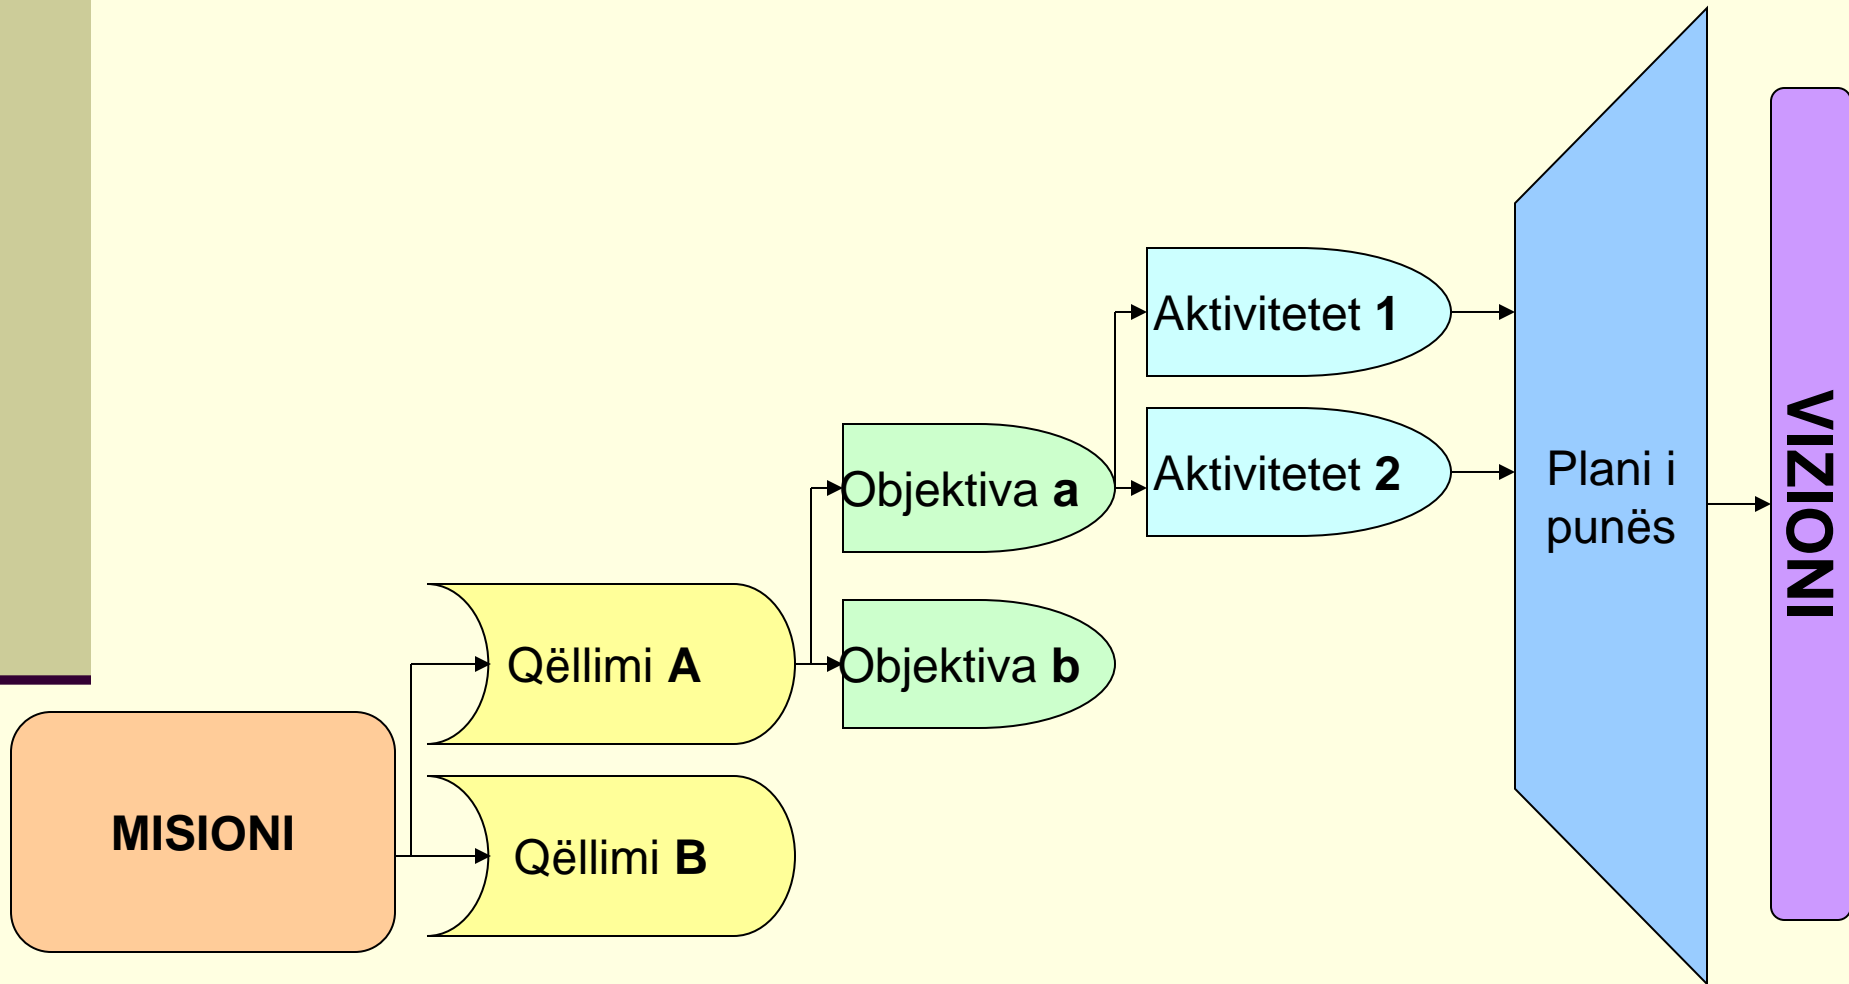 MISIONI
Qëllimi A
Qëllimi B
Objektiva a
Objektiva b
Aktivitetet 1
Aktivitetet 2
Plani i
punës
VIZIONI